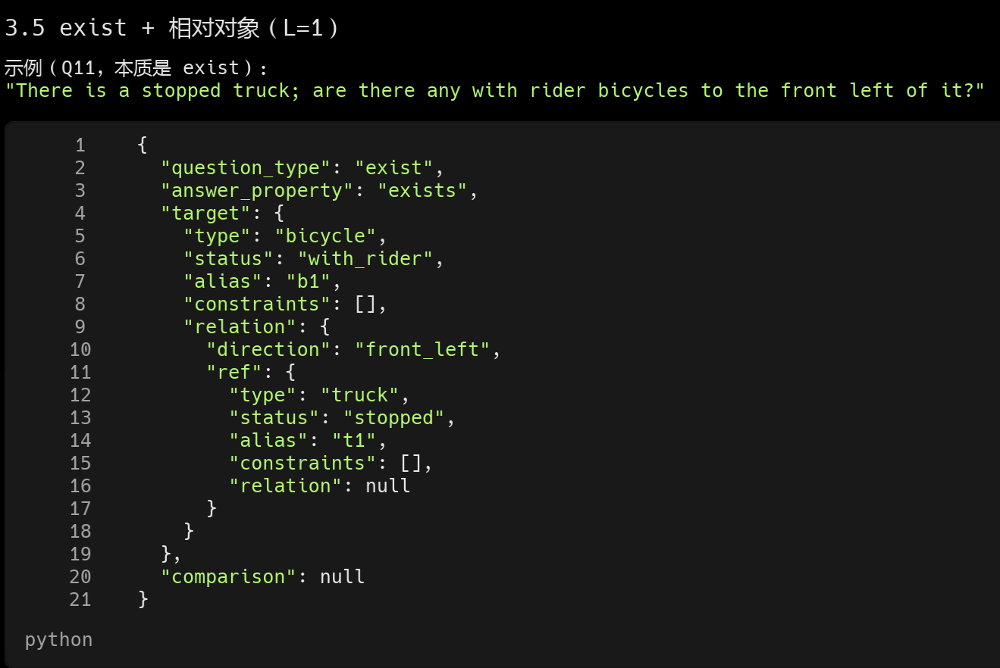 3.5 exist + 相对对象（L=1）
示例（Q11，本质是 exist）:
"There is a stopped truck; are there any with rider bicycles to the front left of it?"
1 {
2 "question_type": "exist",
3 "answer_property": "exists",
4 "target": {
5 "type": "bicycle",
6 "status": "with_rider",
7 "alias": "b1",
8 "constraints": [],
9 "relation": {
10 "direction": "front_left",
11 "ref": {
12 "type": "truck",
13 "status": "stopped",
14 "alias": "t1",
15 "constraints": [],
16 "relation": null
17 }
18 }
19 },
20 "comparison": null
21 }
python